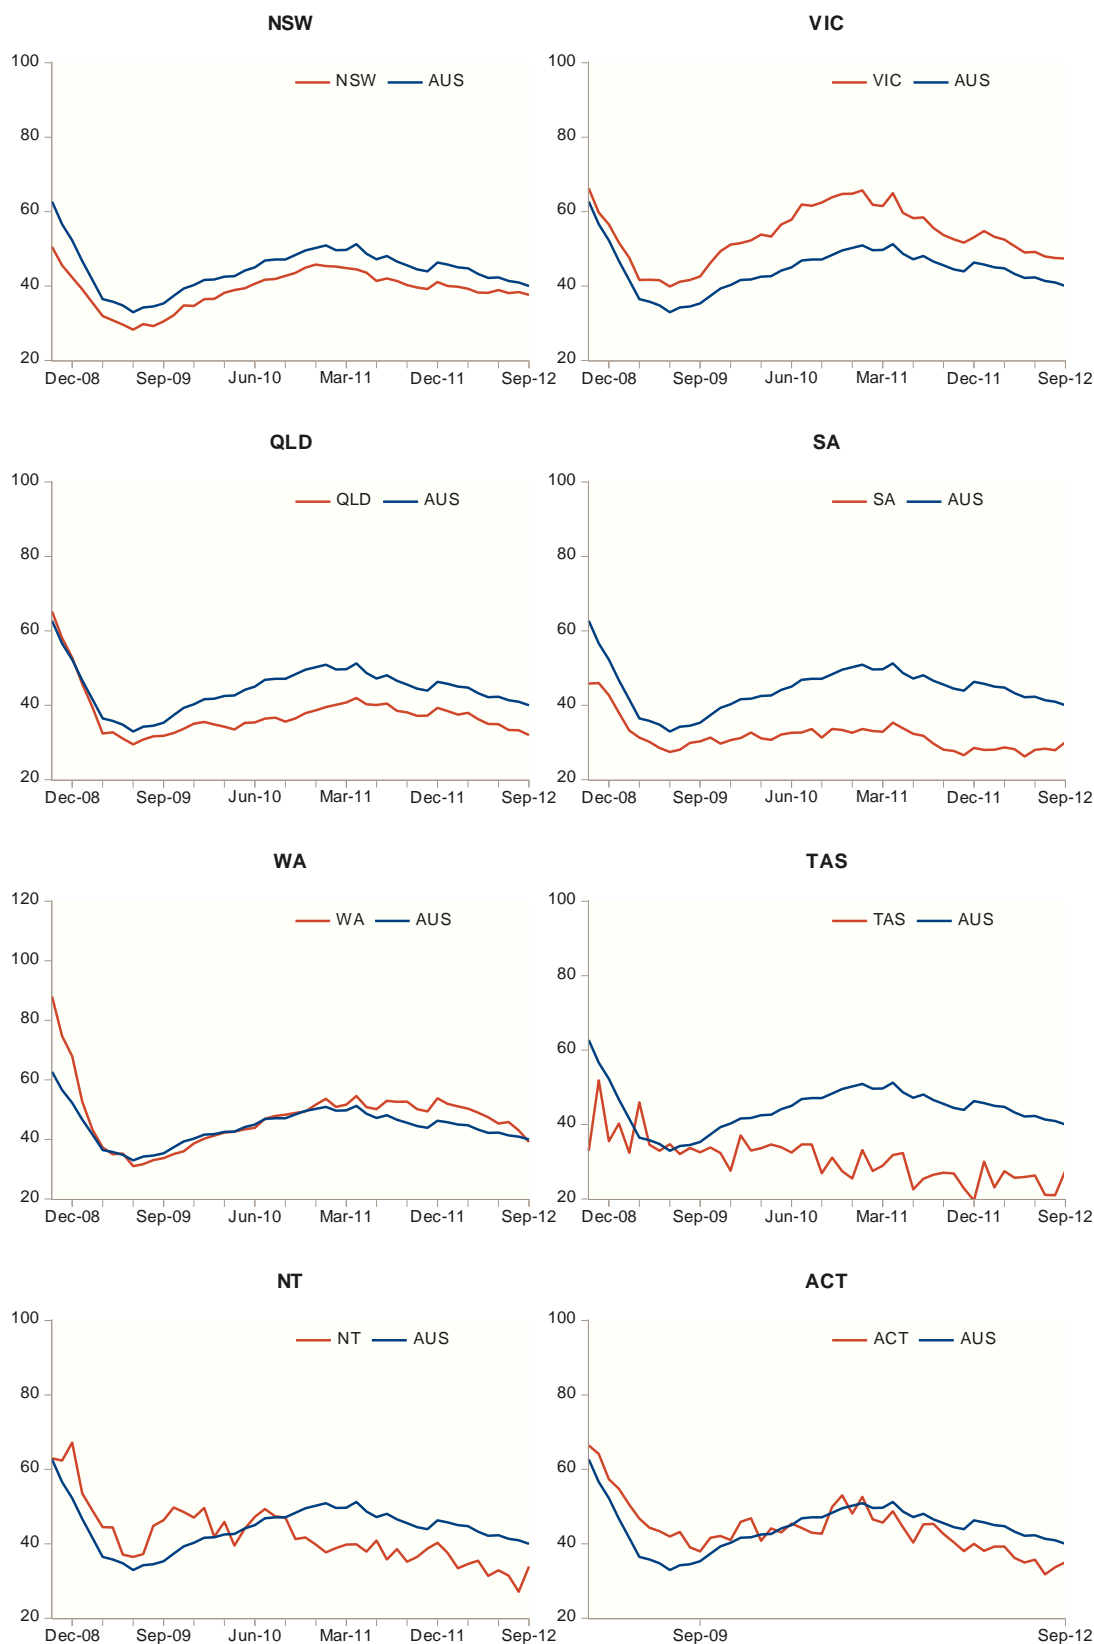 NSW
100
80
60
40
20
NSW AUS
Dec-08 Sep-09 Jun-10 Mar-11 Dec-11 Sep-12
VIC
100
80
60
40
20
VIC AUS
Dec-08 Sep-09 Jun-10 Mar-11 Dec-11 Sep-12
QLD
100
80
60
40
20
QLD AUS
Dec-08 Sep-09 Jun-10 Mar-11 Dec-11 Sep-12
SA
100
80
60
40
20
SA AUS
Dec-08 Sep-09 Jun-10 Mar-11 Dec-11 Sep-12
WA
120
100
80
60
40
20
WA AUS
Dec-08 Sep-09 Jun-10 Mar-11 Dec-11 Sep-12
TAS
100
80
60
40
20
TAS AUS
Dec-08 Sep-09 Jun-10 Mar-11 Dec-11 Sep-12
NT
100
80
60
40
20
NT AUS
Dec-08 Sep-09 Jun-10 Mar-11 Dec-11 Sep-12
ACT
100
80
60
40
20
ACT AUS
Sep-09 Sep-12